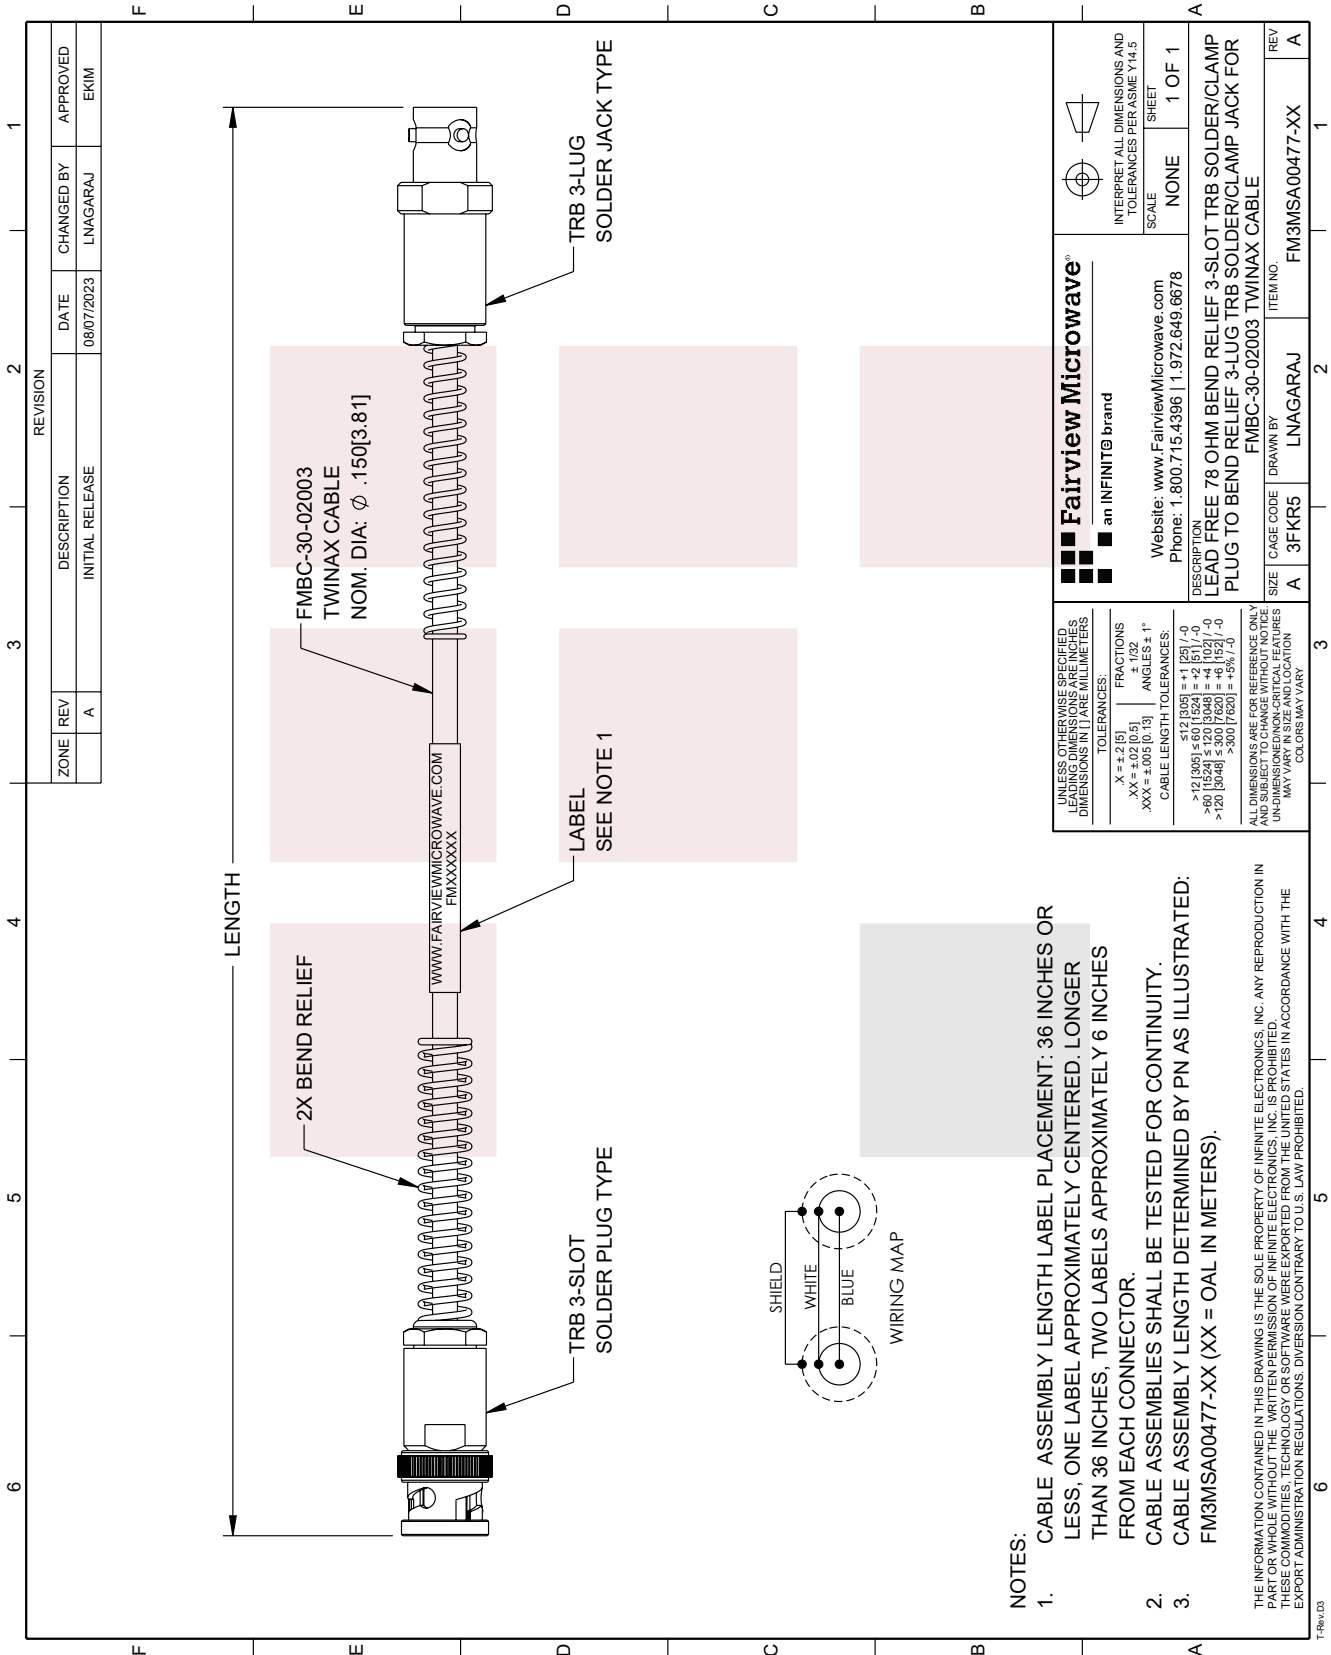 REVISION
ZONE REV DESCRIPTION DATE CHANGED BY APPROVED
A INITIAL RELEASE 08/07/2023 LNAGARAJ EKIM
6 5 4 3 2 1
F
E
D
C
B
A
LENGTH
2X BEND RELIEF
FMBC-30-02003
TWINAX CABLE
NOM. DIA: Ø .150[3.81]
WWW.FAIRVIEWMICROWAVE.COM
FMXXXXXX
TRB 3-SLOT
SOLDER PLUG TYPE
LABEL
SEE NOTE 1
TRB 3-LUG
SOLDER JACK TYPE
SHIELD
WHITE
BLUE
WIRING MAP
NOTES:
1. CABLE ASSEMBLY LENGTH LABEL PLACEMENT: 36 INCHES OR
LESS, ONE LABEL APPROXIMATELY CENTERED. LONGER
THAN 36 INCHES, TWO LABELS APPROXIMATELY 6 INCHES
FROM EACH CONNECTOR.
2. CABLE ASSEMBLIES SHALL BE TESTED FOR CONTINUITY.
3. CABLE ASSEMBLY LENGTH DETERMINED BY PN AS ILLUSTRATED:
FM3MSA00477-XX (XX = OAL IN METERS).
THE INFORMATION CONTAINED IN THIS DRAWING IS THE SOLE PROPERTY OF INFINITE ELECTRONICS, INC. ANY REPRODUCTION IN
PART OR WHOLE WITHOUT THE WRITTEN PERMISSION OF INFINITE ELECTRONICS, INC. IS PROHIBITED.
THESE COMMODITIES, TECHNOLOGY OR SOFTWARE WERE EXPORTED FROM THE UNITED STATES IN ACCORDANCE WITH THE
EXPORT ADMINISTRATION REGULATIONS. DIVERSION CONTRARY TO U.S. LAW PROHIBITED.
UNLESS OTHERWISE SPECIFIED
LEADING DIMENSIONS ARE INCHES
DIMENSIONS IN [ ] ARE MILLIMETERS
TOLERANCES:
.X = ±.2 [5]
.XX = ±.02 [0.5]
.XXX = ±.005 [0.13]
FRACTIONS
± 1/32
ANGLES ± 1°
CABLE LENGTH TOLERANCES:
≤12 [305] = +1 [25] / -0
>12 [305] ≤ 60 [1524] = +2 [51] / -0
>60 [1524] ≤ 120 [3048] = +4 [102] / -0
>120 [3048] ≤ 300 [7620] = +6 [152] / -0
>300 [7620] = +5% / -0
ALL DIMENSIONS ARE FOR REFERENCE ONLY
AND SUBJECT TO CHANGE WITHOUT NOTICE.
UN-DIMENSIONED/NON-CRITICAL FEATURES
MAY VARY IN SIZE AND LOCATION
COLORS MAY VARY
Fairview Microwave®
an INFINIT℮ brand
Website: www.FairviewMicrowave.com
Phone: 1.800.715.4396 | 1.972.649.6678
INTERPRET ALL DIMENSIONS AND
TOLERANCES PER ASME Y14.5
SCALE
NONE
SHEET
1 OF 1
DESCRIPTION
LEAD FREE 78 OHM BEND RELIEF 3-SLOT TRB SOLDER/CLAMP
PLUG TO BEND RELIEF 3-LUG TRB SOLDER/CLAMP JACK FOR
FMBC-30-02003 TWINAX CABLE
SIZE
A
CAGE CODE
3FKR5
DRAWN BY
LNAGARAJ
ITEM NO.
FM3MSA00477-XX
REV
A
6 5 4 3 2 1
F
E
D
C
B
A
T-Rev.D3